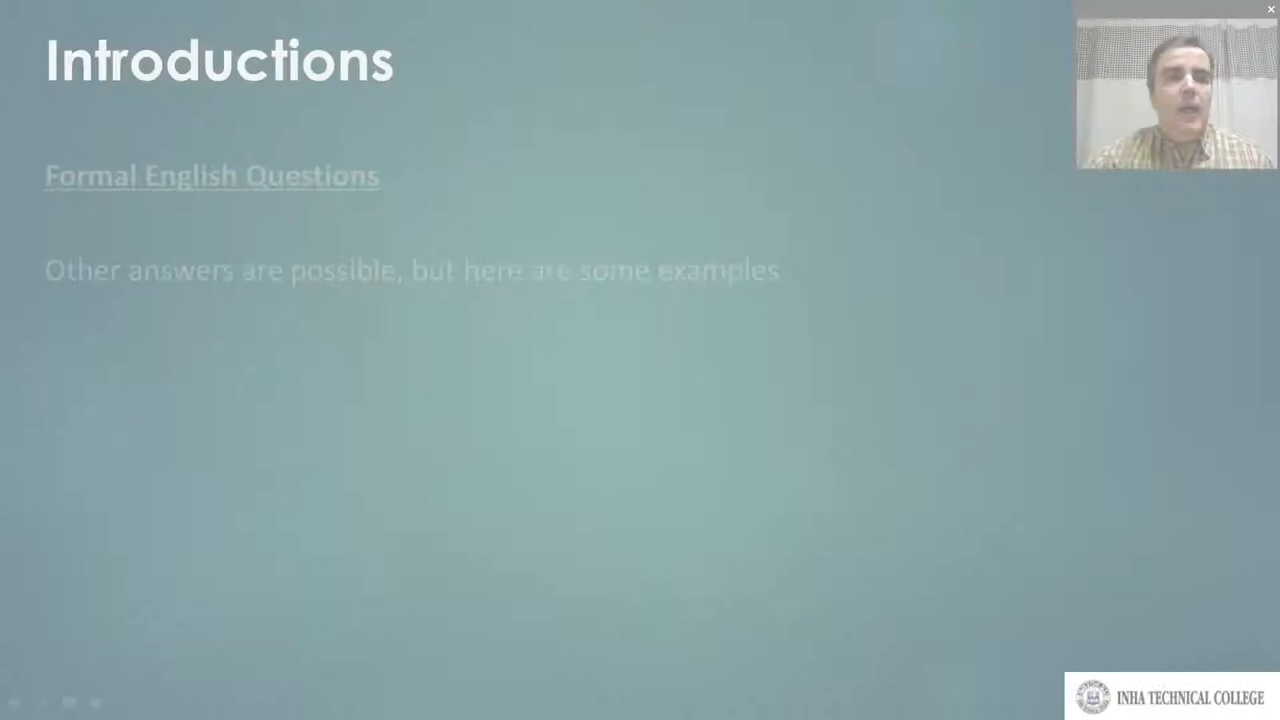 Introductions
Formal English Questions
Other answers are possible, but here are some examples
INHA TECHNICAL COLLEGE